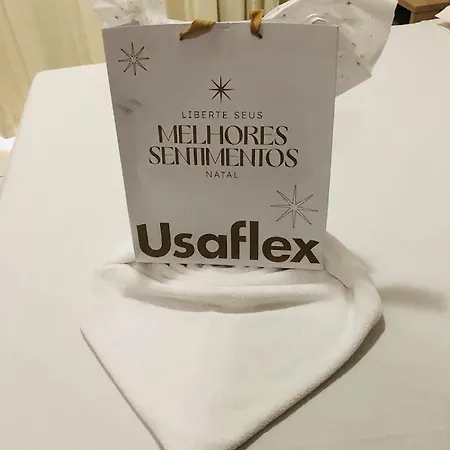 LIBERTE SEUS
MELHORES
SENTIMENTOS
NATAL
Usaflex